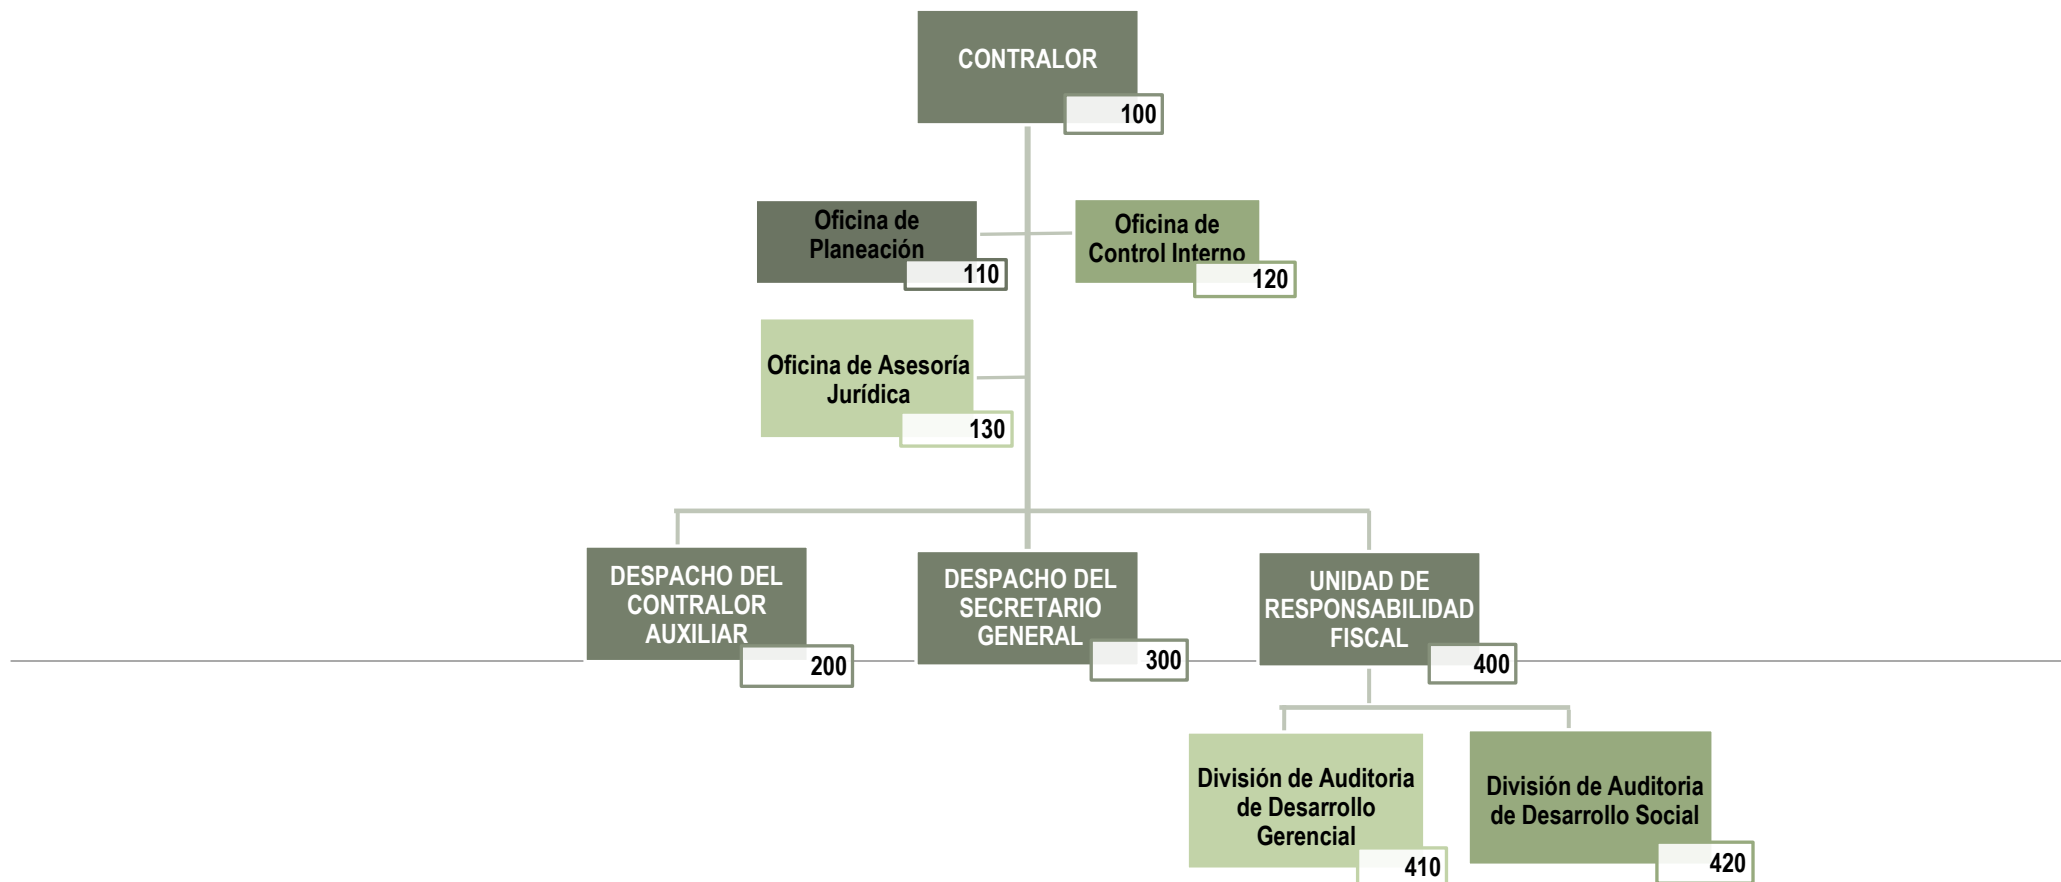 CONTRALOR
100
Oficina de
Planeación
110
Oficina de
Control Interno
120
Oficina de Asesoría
Jurídica
130
DESPACHO DEL
CONTRALOR
AUXILIAR
200
DESPACHO DEL
SECRETARIO
GENERAL
300
UNIDAD DE
RESPONSABILIDAD
FISCAL
400
División de Auditoria
de Desarrollo
Gerencial
410
División de Auditoria
de Desarrollo Social
420